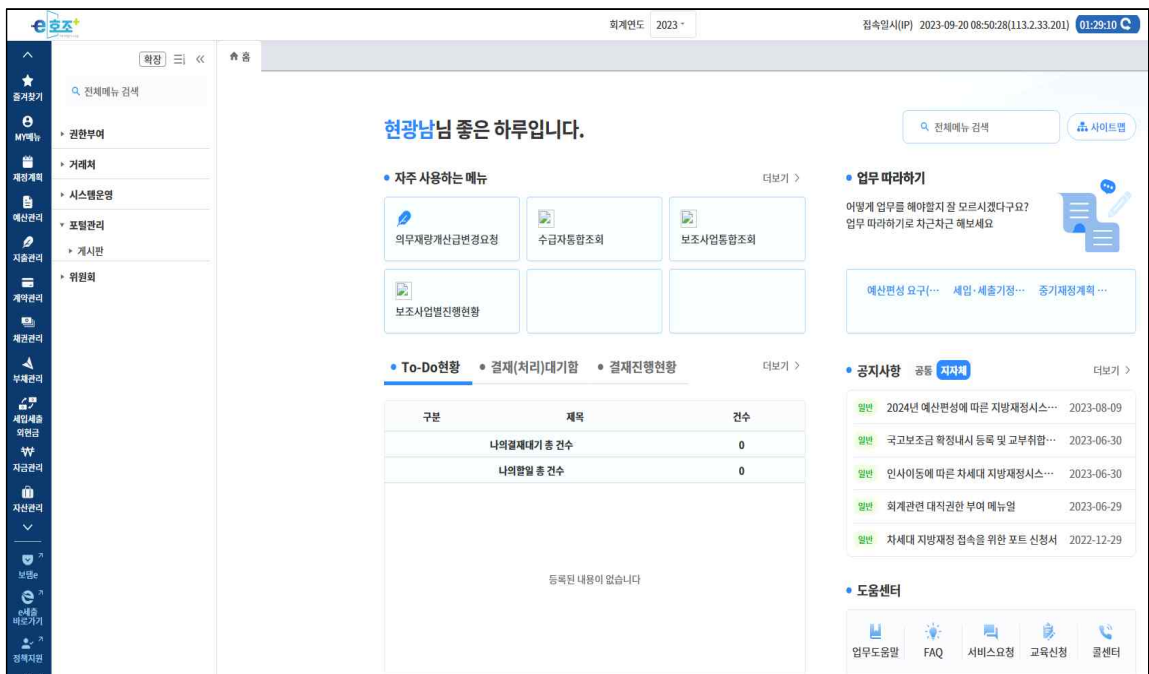 e호조+
회계연도 2023
접속일시(IP) 2023-09-20 08:50:28(113.2.33.201) 01:29:10
즐겨찾기
MY메뉴
재정계획
예산관리
지출관리
계약관리
채권관리
부채관리
세입세출
외현금
자금관리
자산관리
보탬e
e세출
바로가기
정책지원
확장
전체메뉴 검색
권한부여
거래처
시스템운영
포털관리
게시판
위원회
홈
현광남님 좋은 하루입니다.
전체메뉴 검색
사이트맵
자주 사용하는 메뉴
더보기
의무재량개산급변경요청
수급자통합조회
보조사업통합조회
보조사업별진행현황
업무 따라하기
어떻게 업무를 해야할지 잘 모르시겠다구요?
업무 따라하기로 차근차근 해보세요
예산편성 요구(… 세입·세출기정… 중기재정계획 …
To-Do현황 결재(처리)대기함 결재진행현황 더보기
구분 제목 건수
나의결재대기 총 건수 0
나의할일 총 건수 0
등록된 내용이 없습니다
공지사항 공통 지자체 더보기
일반 2024년 예산편성에 따른 지방재정시스… 2023-08-09
일반 국고보조금 확정내시 등록 및 교부취합… 2023-06-30
일반 인사이동에 따른 차세대 지방재정시스… 2023-06-30
일반 회계관련 대직권한 부여 메뉴얼 2023-06-29
일반 차세대 지방재정 접속을 위한 포트 신청서 2022-12-29
도움센터
업무도움말 FAQ 서비스요청 교육신청 콜센터